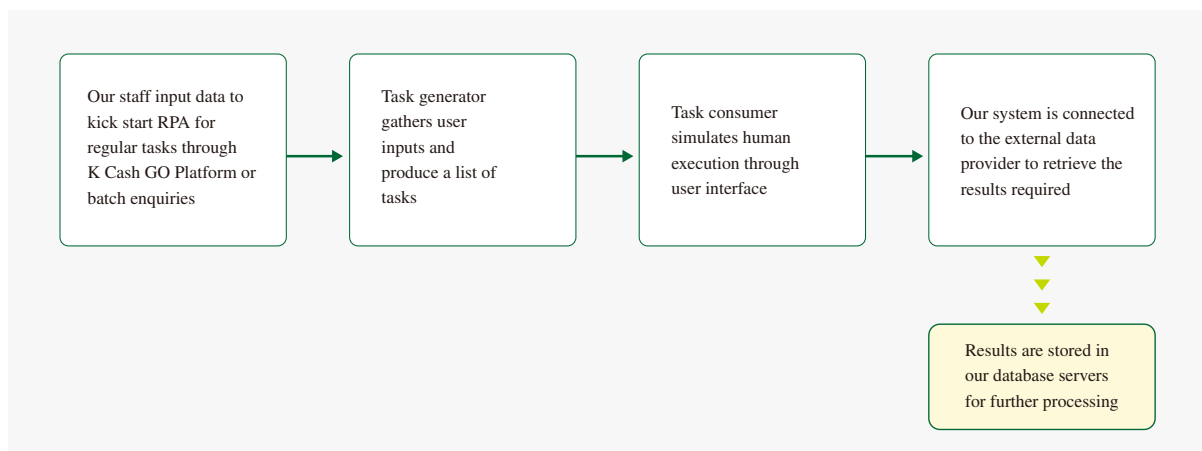 Our staff input data to
kick start RPA for
regular tasks through
K Cash GO Platform or
batch enquiries
Task generator
gathers user
inputs and
produce a list of
tasks
Task consumer
simulates human
execution through
user interface
Our system is connected
to the external data
provider to retrieve the
results required
Results are stored in
our database servers
for further processing